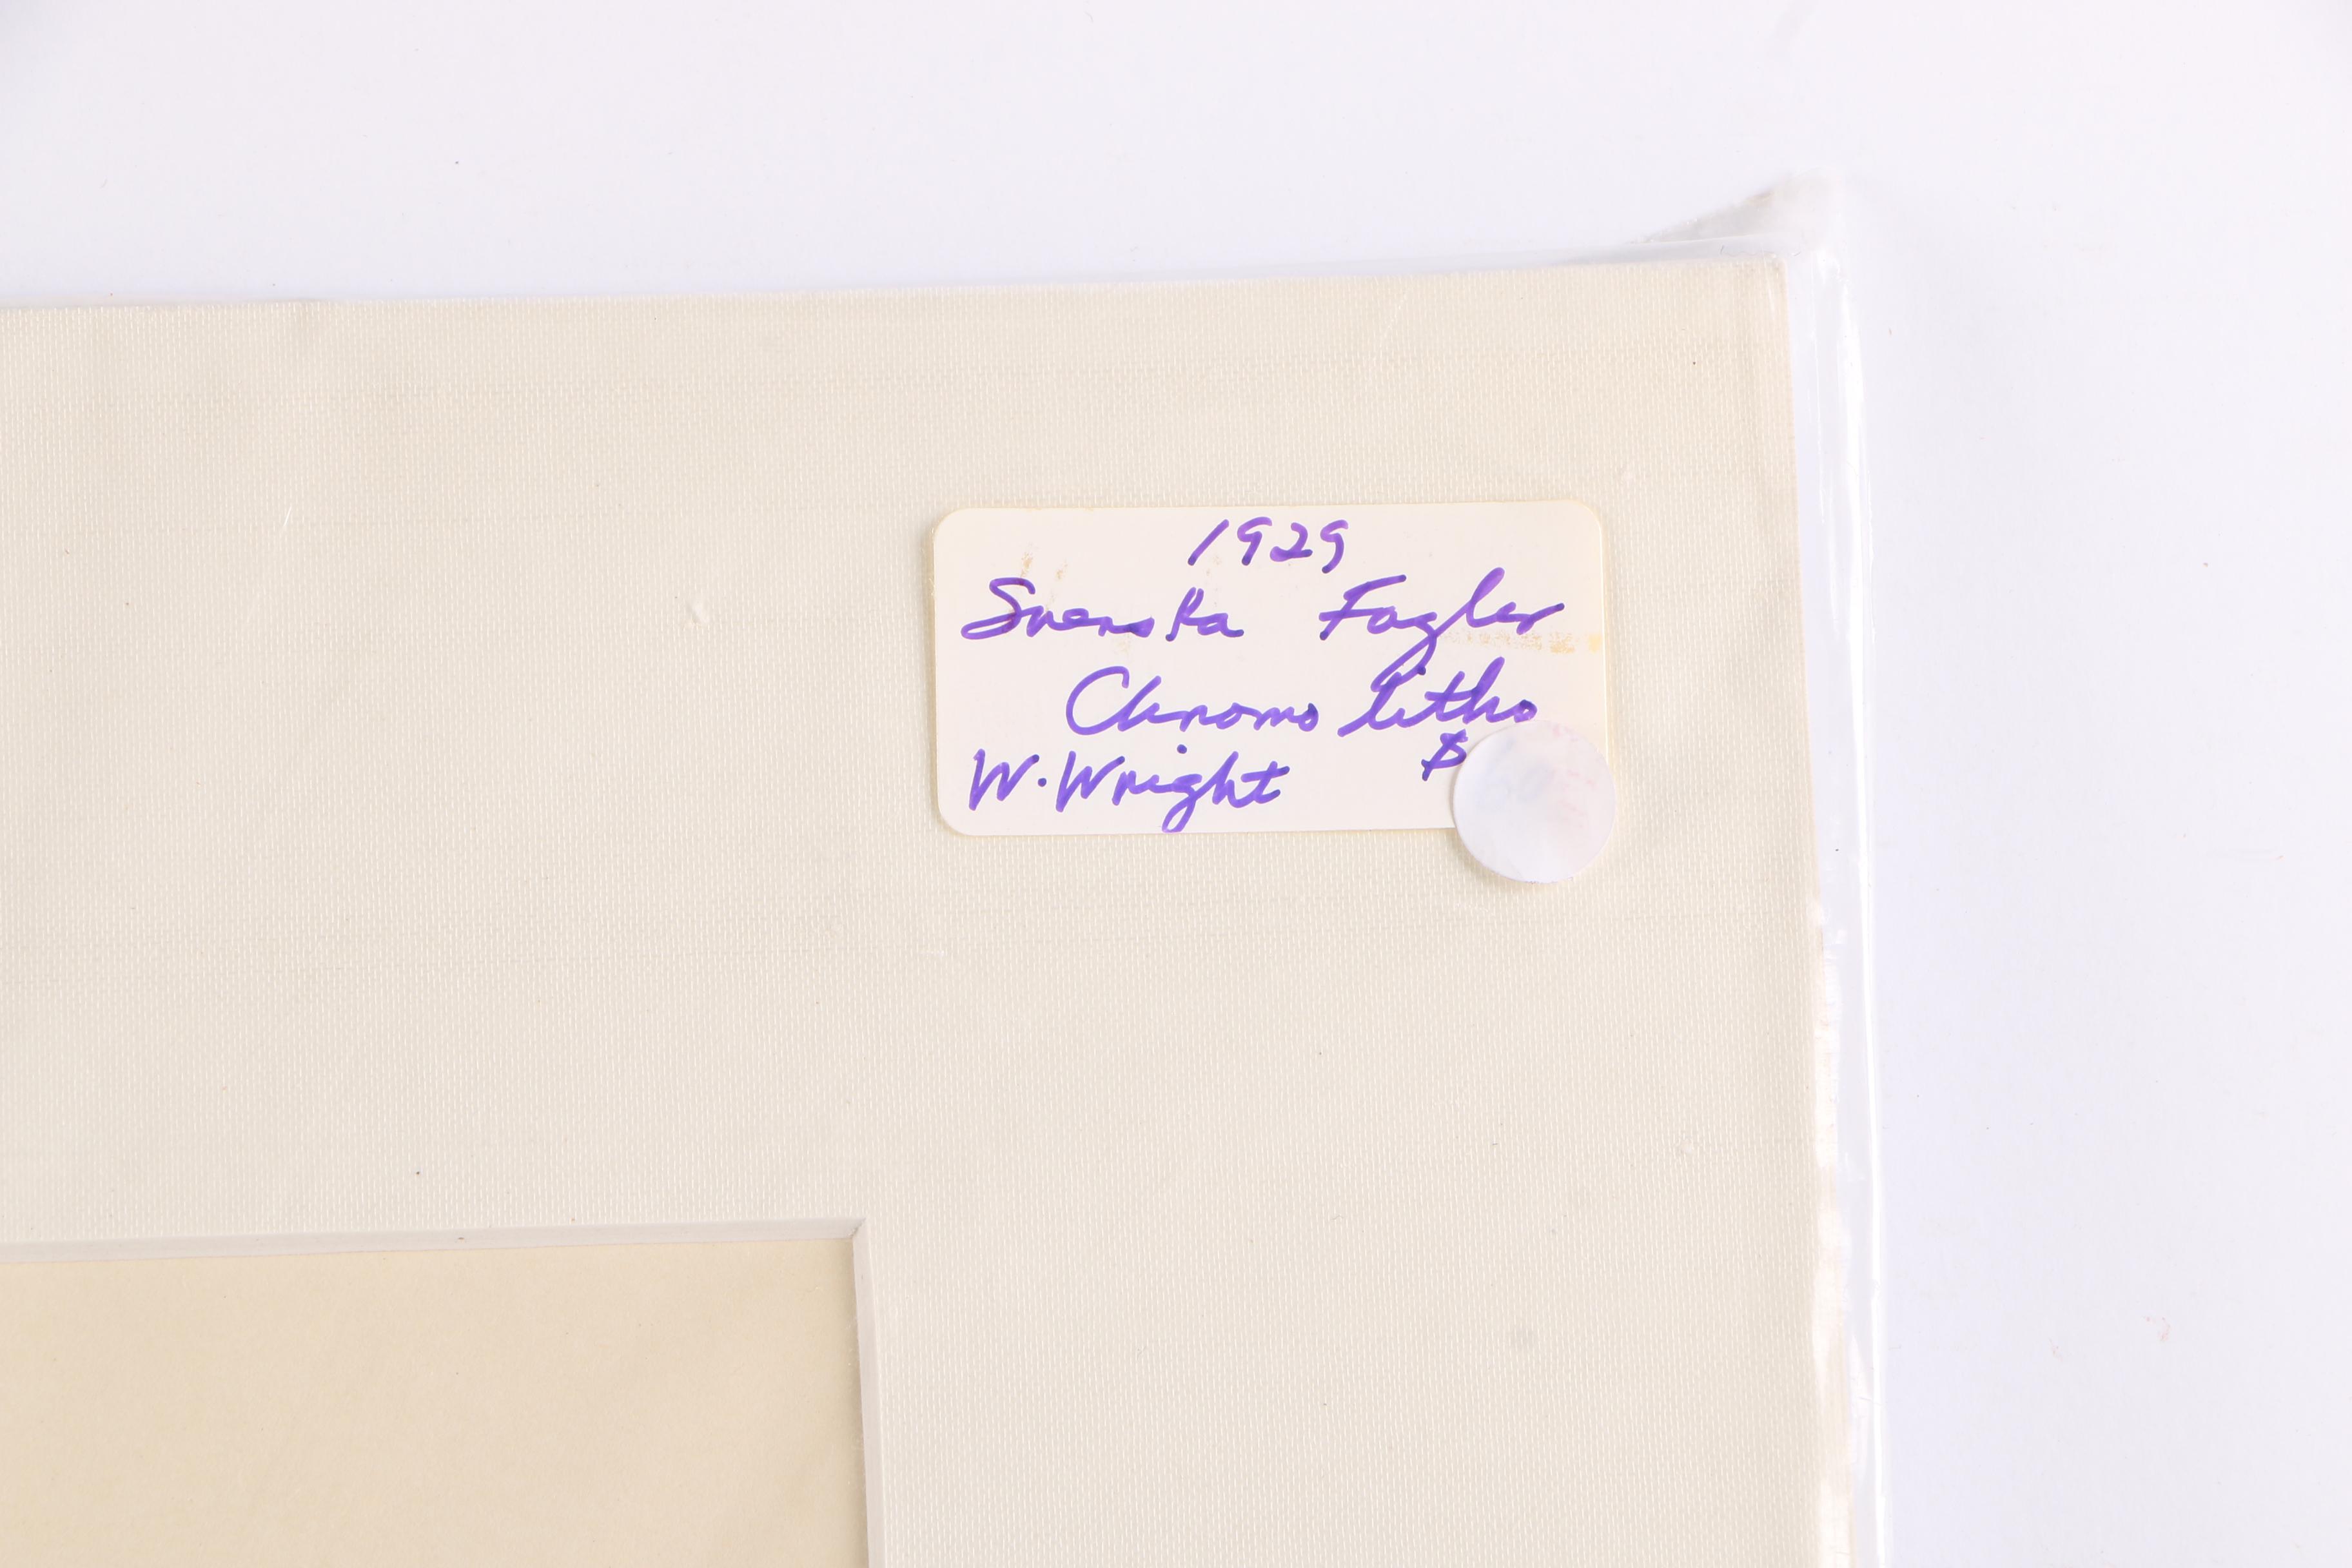 1929
Svenska Fagler
Chromo litho
W. Wright $